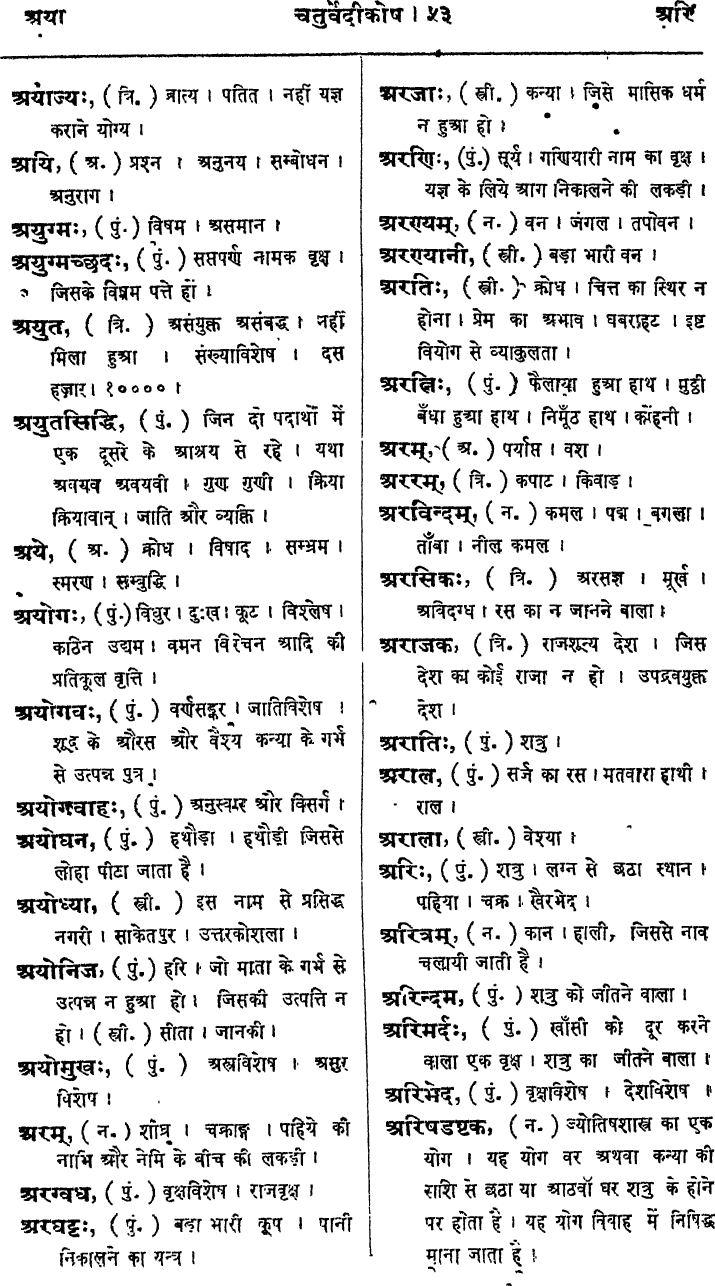 अया चतुर्वेदीकोष । ५३ अरि
अयाज्यः, (त्रि.) व्रात्य । पतित । नहीं यज्ञ
कराने योग्य ।
अयि, (अ.) प्रश्न । अनुनय । सम्बोधन ।
अनुराग ।
अयुग्मः, (पुं.) विषम । असमान ।
अयुग्मच्छदः, (पुं.) सप्तपर्ण नामक वृक्ष ।
जिसके विषम पत्ते हों ।
अयुत, (त्रि.) असंयुक्त असंबद्ध । नहीं
मिला हुआ । संख्याविशेष । दस
हज़ार । १०००० ।
अयुतसिद्धि, (पुं.) जिन दो पदार्थों में
एक दूसरे के आश्रय से रहे । यथा
अवयव अवयवी । गुण गुणी । क्रिया
क्रियावान् । जाति और व्यक्ति ।
अये, (अ.) क्रोध । विषाद । सम्भ्रम ।
स्मरण । सम्बुद्धि ।
अयोगः, (पुं.) विधुर । दुःख । कूट । विश्लेष ।
कठिन उद्यम । वमन विरेचन आदि की
प्रतिकूल वृत्ति ।
अयोगवः, (पुं.) वर्णसङ्कर । जातिविशेष ।
शूद्र के औरस और वैश्य कन्या के गर्भ
से उत्पन्न पुत्र ।
अयोगवाहः, (पुं.) अनुस्वार और विसर्ग ।
अयोघन, (पुं.) हथौड़ा । हथौड़ी जिससे
लोहा पीटा जाता है ।
अयोध्या, (स्त्री.) इस नाम से प्रसिद्ध
नगरी । साकेतपुर । उत्तरकोशला ।
अयोनिज, (पुं.) हरि । जो माता के गर्भ से
उत्पन्न न हुआ हो । जिसकी उत्पत्ति न
हो । (स्त्री.) सीता । जानकी ।
अयोमुखः, (पुं.) अस्त्रविशेष । असुर
विशेष ।
अरम्, (न.) शीघ्र । चक्राङ्ग । पहिये की
नाभि और नेमि के बीच की लकड़ी ।
अरग्वध, (पुं.) वृक्षविशेष । राजवृक्ष ।
अरघट्टः, (पुं.) बड़ा भारी कूप । पानी
निकालने का यन्त्र ।
अरजाः, (स्त्री.) कन्या । जिसे मासिक धर्म
न हुआ हो ।
अरणिः, (पुं.) सूर्य । गणियारी नाम का वृक्ष ।
यज्ञ के लिये आग निकालने की लकड़ी ।
अरण्यम्, (न.) वन । जंगल । तपोवन ।
अरण्यानी, (स्त्री.) बड़ा भारी वन ।
अरतिः, (स्त्री.) क्रोध । चित्त का स्थिर न
होना । प्रेम का अभाव । घबराहट । इष्ट
वियोग से व्याकुलता ।
अरत्निः, (पुं.) फैलाया हुआ हाथ । मुट्ठी
बँधा हुआ हाथ । निमूँठ हाथ । कोंहनी ।
अरम्, (अ.) पर्याप्त । वश ।
अररम्, (त्रि.) कपाट । किवाड़ ।
अरविन्दम्, (न.) कमल । पद्म । बगला ।
ताँबा । नील कमल ।
अरसिकः, (त्रि.) अरसज्ञ । मूर्ख ।
अविदग्ध । रस का न जानने वाला ।
अराजक, (त्रि.) राजशून्य देश । जिस
देश का कोई राजा न हो । उपद्रवयुक्त
देश ।
अरातिः, (पुं.) शत्रु ।
अराल, (पुं.) सर्ज का रस । मतवारा हाथी ।
राल ।
अराला, (स्त्री.) वेश्या ।
अरिः, (पुं.) शत्रु । लग्न से छठा स्थान ।
पहिया । चक्र । खैरभेद ।
अरित्रम्, (न.) कान । हाली, जिससे नाव
चलायी जाती है ।
अरिन्दम, (पुं.) शत्रु को जीतने वाला ।
अरिमर्दः, (पुं.) खाँसी को दूर करने
वाला एक वृक्ष । शत्रु का जीतने वाला ।
अरिभेद, (पुं.) वृक्षविशेष । देशविशेष ।
अरिषडष्टक, (न.) ज्योतिषशास्त्र का एक
योग । यह योग वर अथवा कन्या की
राशि से छठा या आठवाँ घर शत्रु के होने
पर होता है । यह योग विवाह में निषिद्ध
माना जाता है ।